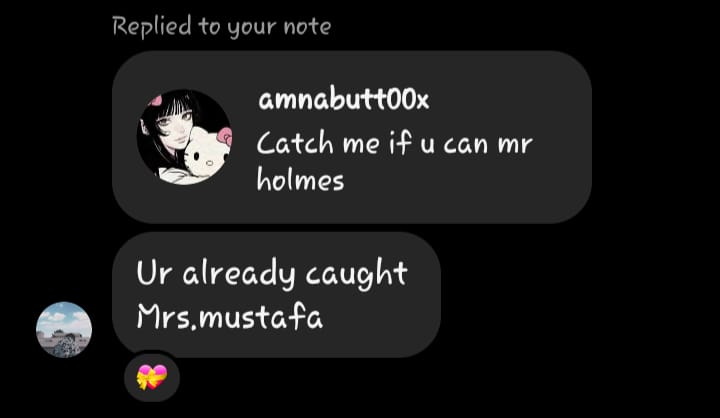 Replied to your note
amnabutt00x
Catch me if u can mr
holmes
Ur already caught
Mrs.mustafa